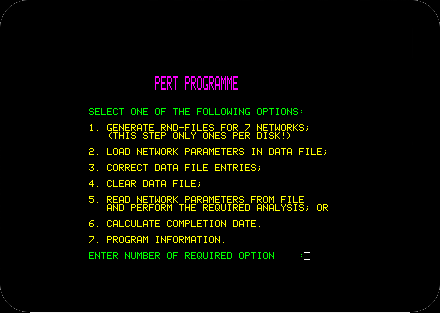 PERT PROGRAMME
SELECT ONE OF THE FOLLOWING OPTIONS:
1. GENERATE RND-FILES FOR 7 NETWORKS;
(THIS STEP ONLY ONES PER DISK!)
2. LOAD NETWORK PARAMETERS IN DATA FILE;
3. CORRECT DATA FILE ENTRIES;
4. CLEAR DATA FILE;
5. READ NETWORK PARAMETERS FROM FILE
AND PERFORM THE REQUIRED ANALYSIS, OR
6. CALCULATE COMPLETION DATE.
7. PROGRAM INFORMATION.
ENTER NUMBER OF REQUIRED OPTION :